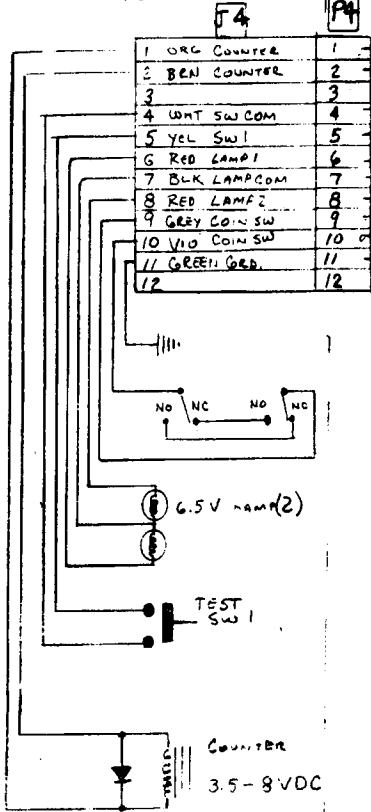 J4 P4
1 ORG COUNTER 1
2 BRN COUNTER 2
3 3
4 WHT SW COM 4
5 YEL SW 1 5
6 RED LAMP 1 6
7 BLK LAMP COM 7
8 RED LAMP 2 8
9 GREY COIN SW 9
10 VIO COIN SW 10
11 GREEN GRD. 11
12 12
NO NC NO NC
6.5V LAMP (2)
TEST
SW 1
COUNTER
3.5-8 VDC